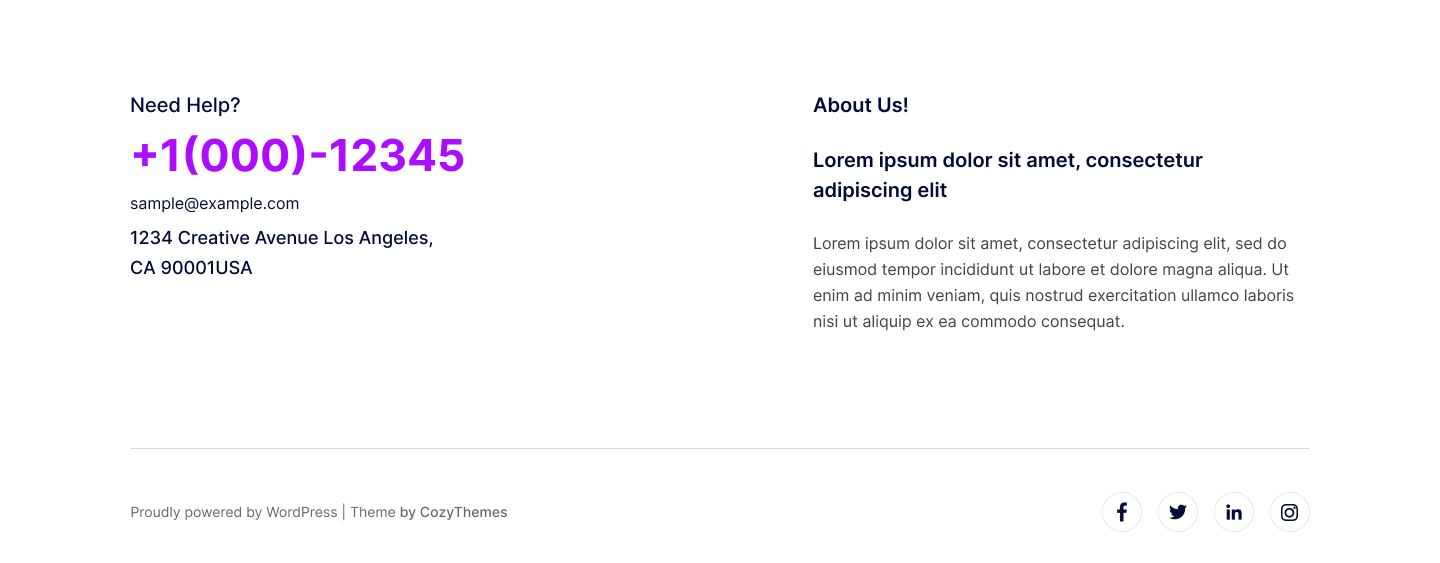 Need Help?
+1(000)-12345
sample@example.com
1234 Creative Avenue Los Angeles,
CA 90001USA
About Us!
Lorem ipsum dolor sit amet, consectetur
adipiscing elit
Lorem ipsum dolor sit amet, consectetur adipiscing elit, sed do
eiusmod tempor incididunt ut labore et dolore magna aliqua. Ut
enim ad minim veniam, quis nostrud exercitation ullamco laboris
nisi ut aliquip ex ea commodo consequat.
Proudly powered by WordPress | Theme by CozyThemes